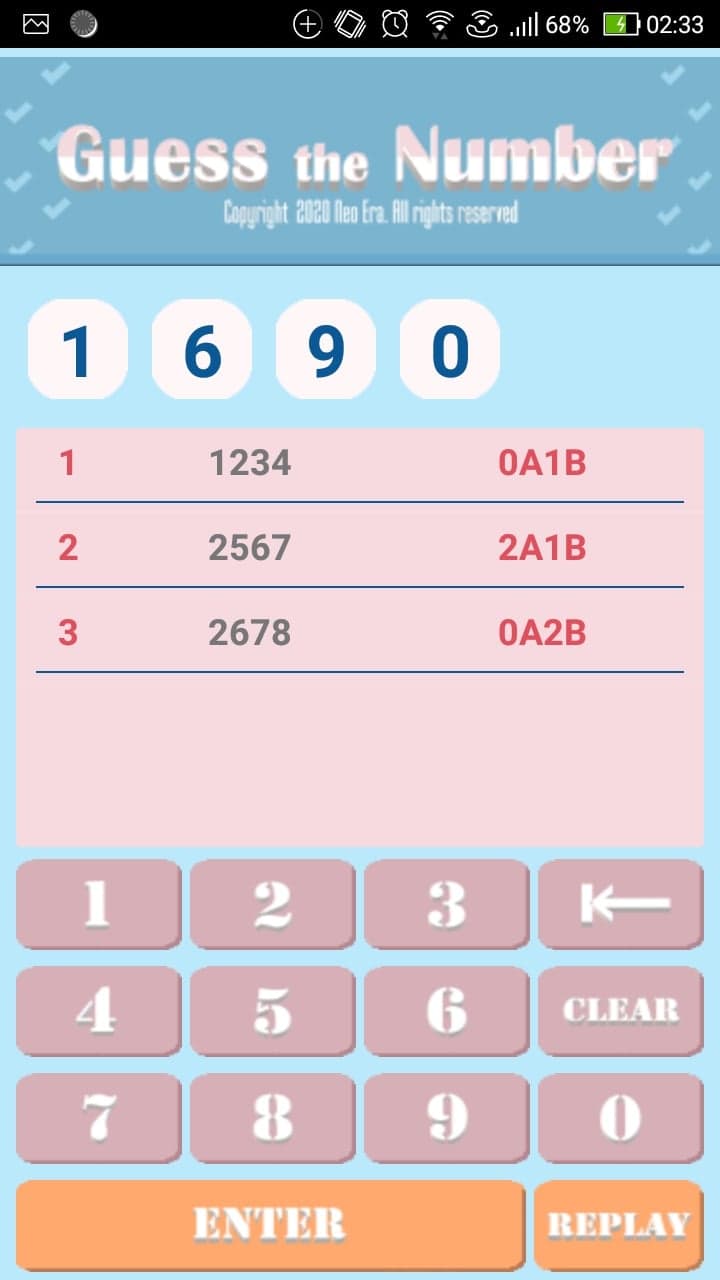 68% 02:33
Guess the Number
Copyright 2020 Neo Era. All rights reserved
1 6 9 0
1 1234 0A1B
2 2567 2A1B
3 2678 0A2B
1 2 3
4 5 6 CLEAR
7 8 9 0
ENTER REPLAY